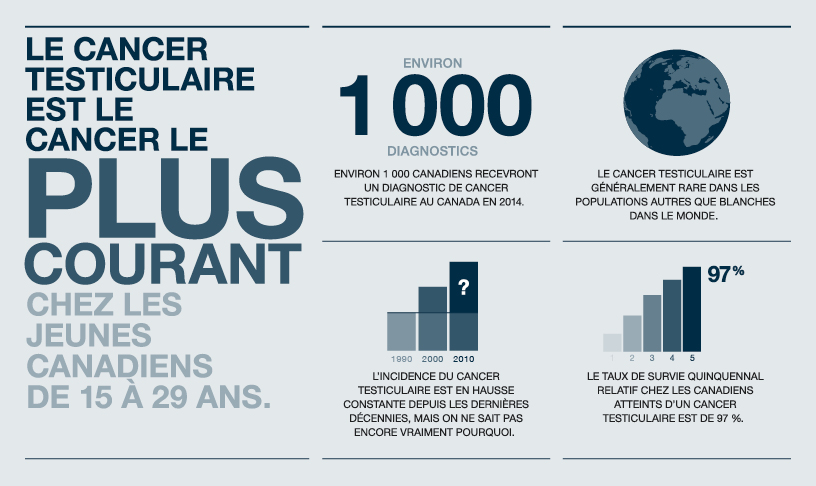 LE CANCER
TESTICULAIRE
EST LE
CANCER LE
PLUS
COURANT
CHEZ LES
JEUNES
CANADIENS
DE 15 À 29 ANS.
ENVIRON
1 000
DIAGNOSTICS
ENVIRON 1 000 CANADIENS RECEVRONT
UN DIAGNOSTIC DE CANCER
TESTICULAIRE AU CANADA EN 2014.
LE CANCER TESTICULAIRE EST
GÉNÉRALEMENT RARE DANS LES
POPULATIONS AUTRES QUE BLANCHES
DANS LE MONDE.
?
1990 2000 2010
L'INCIDENCE DU CANCER
TESTICULAIRE EST EN HAUSSE
CONSTANTE DEPUIS LES DERNIÈRES
DÉCENNIES, MAIS ON NE SAIT PAS
ENCORE VRAIMENT POURQUOI.
97%
1 2 3 4 5
LE TAUX DE SURVIE QUINQUENNAL
RELATIF CHEZ LES CANADIENS
ATTEINTS D'UN CANCER
TESTICULAIRE EST DE 97 %.